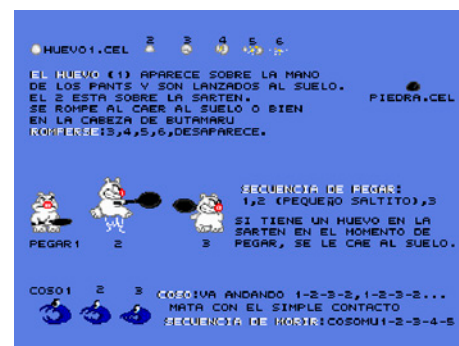 2 3 4 5 6
HUEVO1.CEL
EL HUEVO (1) APARECE SOBRE LA MANO
DE LOS PANTS Y SON LANZADOS AL SUELO.
EL 2 ESTA SOBRE LA SARTEN.
PIEDRA.CEL
SE ROMPE AL CAER AL SUELO O BIEN
EN LA CABEZA DE BUTAMARU
ROMPERSE:3,4,5,6,DESAPARECE.
SECUENCIA DE PEGAR:
1,2 (PEQUEÑO SALTITO),3
SI TIENE UN HUEVO EN LA
SARTEN EN EL MOMENTO DE
PEGAR, SE LE CAE AL SUELO.
PEGAR1 2 3
COSO1 2 3
COSO:VA ANDANDO 1-2-3-2,1-2-3-2...
MATA CON EL SIMPLE CONTACTO
SECUENCIA DE MORIR:COSOMU1-2-3-4-5